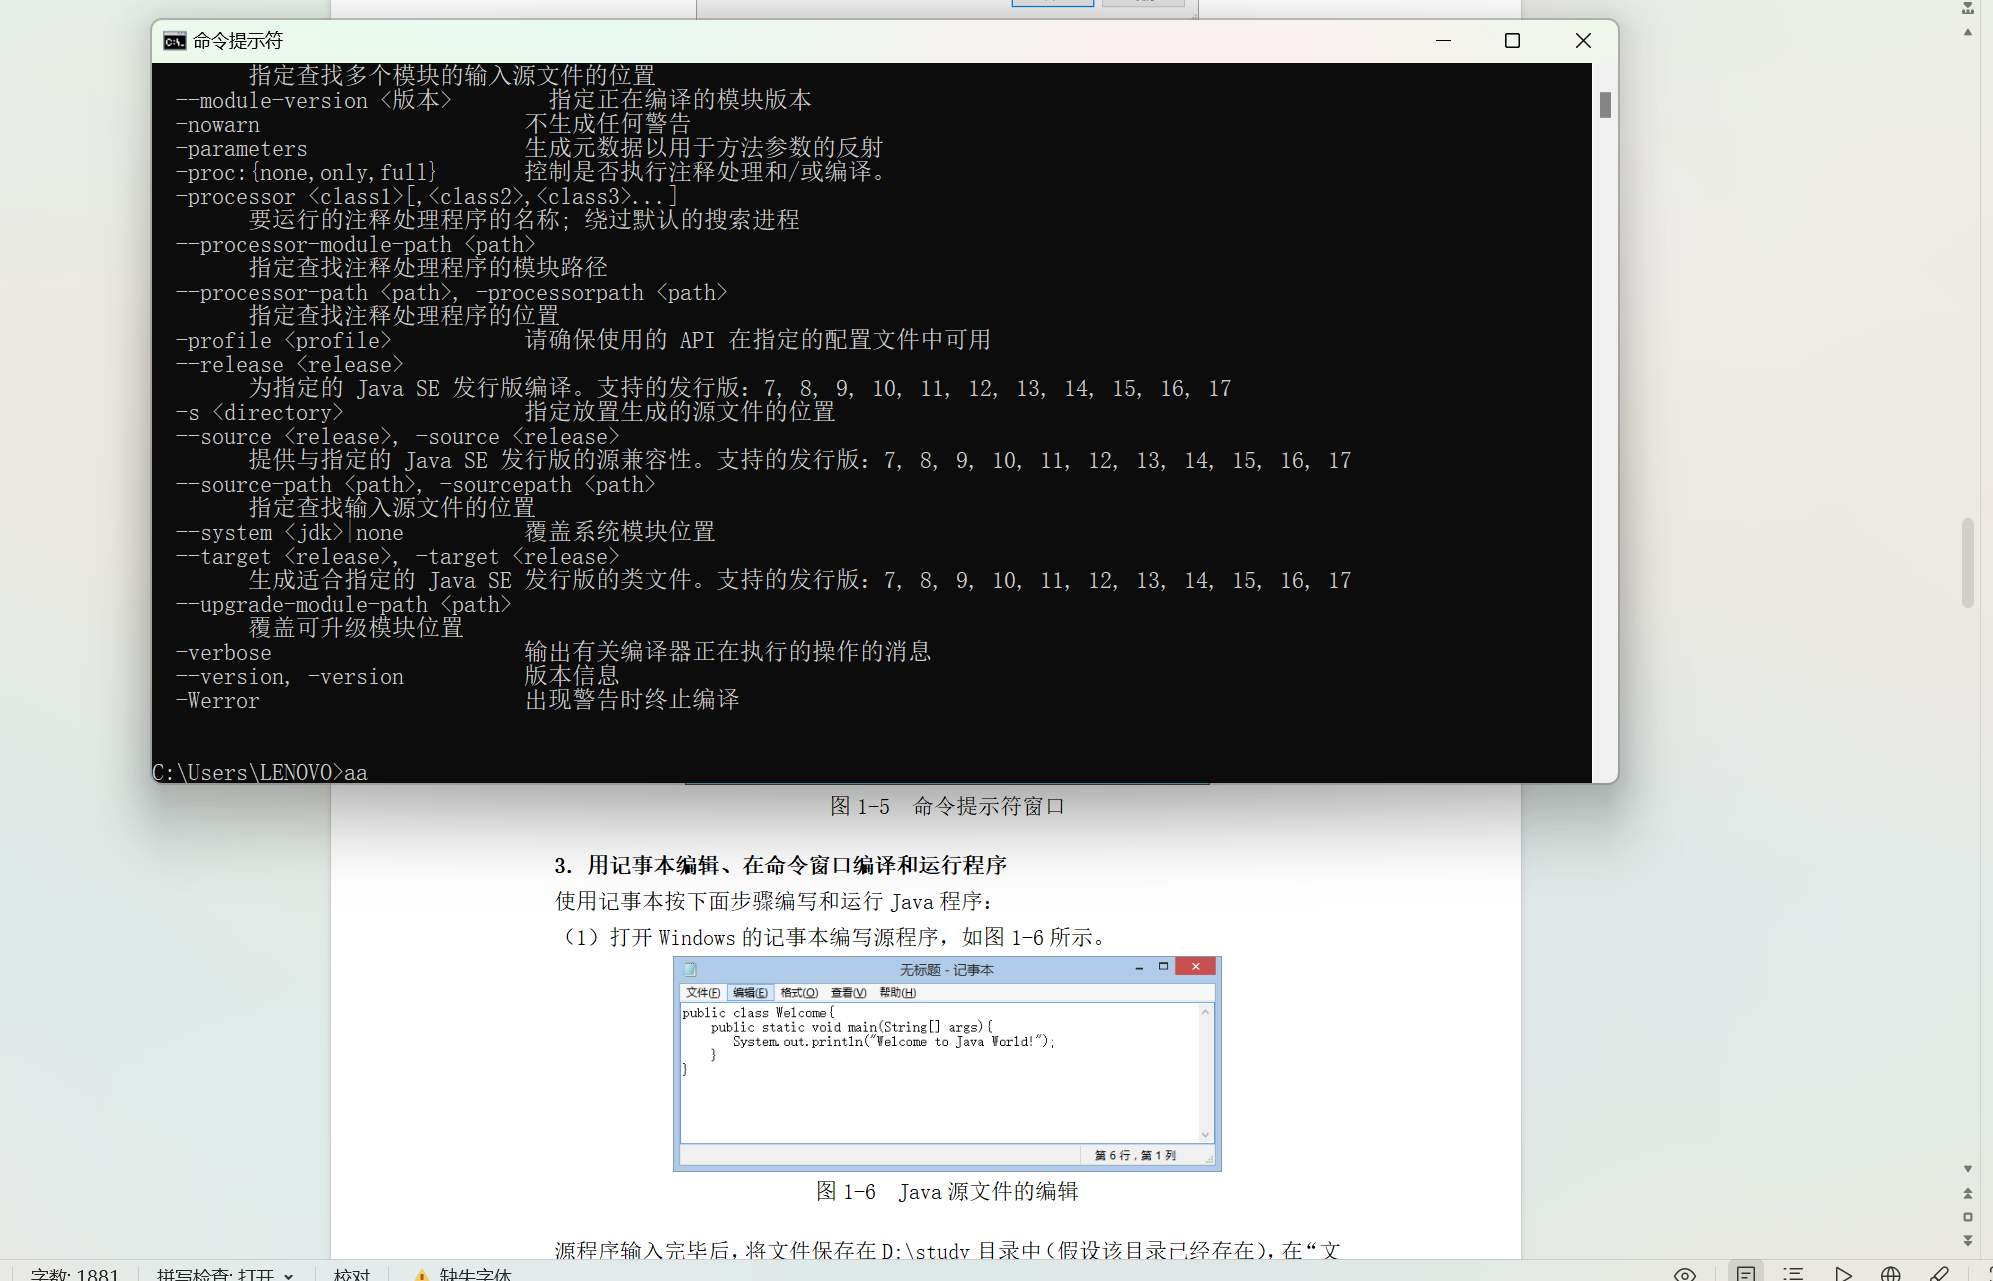 命令提示符
指定查找多个模块的输入源文件的位置
--module-version <版本> 指定正在编译的模块版本
-nowarn 不生成任何警告
-parameters 生成元数据以用于方法参数的反射
-proc:{none,only,full} 控制是否执行注释处理和/或编译。
-processor <class1>[,<class2>,<class3>...]
要运行的注释处理程序的名称; 绕过默认的搜索进程
--processor-module-path <path>
指定查找注释处理程序的模块路径
--processor-path <path>, -processorpath <path>
指定查找注释处理程序的位置
-profile <profile> 请确保使用的 API 在指定的配置文件中可用
--release <release>
为指定的 Java SE 发行版编译。支持的发行版: 7, 8, 9, 10, 11, 12, 13, 14, 15, 16, 17
-s <directory> 指定放置生成的源文件的位置
--source <release>, -source <release>
提供与指定的 Java SE 发行版的源兼容性。支持的发行版: 7, 8, 9, 10, 11, 12, 13, 14, 15, 16, 17
--source-path <path>, -sourcepath <path>
指定查找输入源文件的位置
--system <jdk>|none 覆盖系统模块位置
--target <release>, -target <release>
生成适合指定的 Java SE 发行版的类文件。支持的发行版: 7, 8, 9, 10, 11, 12, 13, 14, 15, 16, 17
--upgrade-module-path <path>
覆盖可升级模块位置
-verbose 输出有关编译器正在执行的操作的消息
--version, -version 版本信息
-Werror 出现警告时终止编译
C:\Users\LENOVO>aa
图 1-5 命令提示符窗口
3. 用记事本编辑、在命令窗口编译和运行程序
使用记事本按下面步骤编写和运行 Java 程序:
(1) 打开 Windows 的记事本编写源程序, 如图 1-6 所示。
无标题 - 记事本
文件(F) 编辑(E) 格式(O) 查看(V) 帮助(H)
public class Welcome{
public static void main(String[] args){
System.out.println("Welcome to Java World!");
}
}
第 6 行 , 第 1 列
图 1-6 Java 源文件的编辑
源程序输入完毕后, 将文件保存在 D:\study 目录中(假设该目录已经存在), 在“文
字数: 1881 拼写检查: 打开 校对 缺失字体